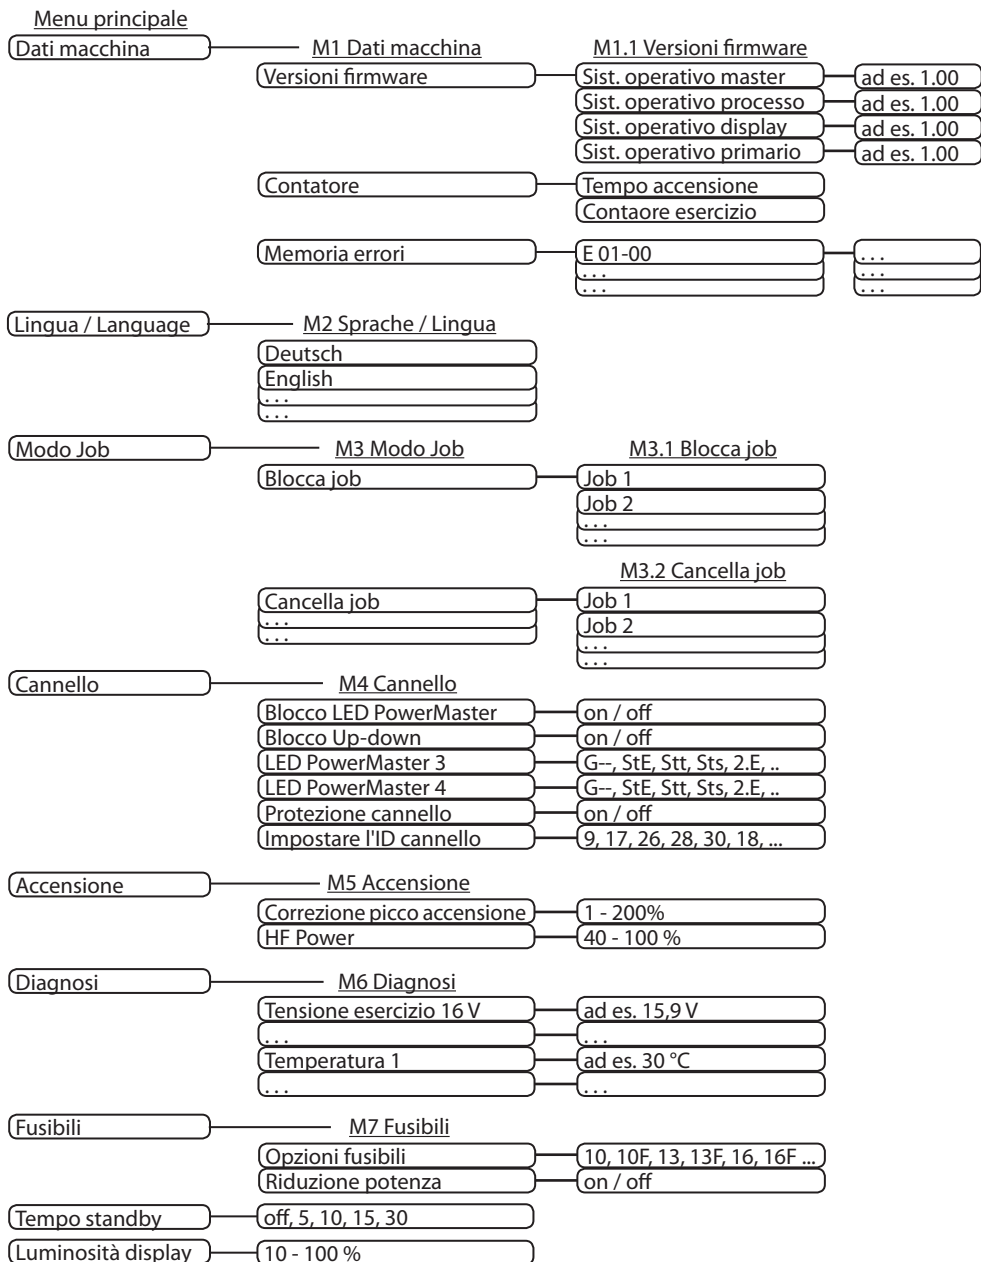 Menu principale
Dati macchina M1 Dati macchina M1.1 Versioni firmware
Versioni firmware Sist. operativo master ad es. 1.00
Sist. operativo processo ad es. 1.00
Sist. operativo display ad es. 1.00
Sist. operativo primario ad es. 1.00
Contatore Tempo accensione
Contaore esercizio
Memoria errori E 01-00 . . .
. . . . . .
. . . . . .
Lingua / Language M2 Sprache / Lingua
Deutsch
English
. . .
. . .
Modo Job M3 Modo Job M3.1 Blocca job
Blocca job Job 1
Job 2
. . .
. . .
M3.2 Cancella job
Cancella job Job 1
. . . Job 2
. . . . . .
. . .
Cannello M4 Cannello
Blocco LED PowerMaster on / off
Blocco Up-down on / off
LED PowerMaster 3 G--, StE, Stt, Sts, 2.E, ..
LED PowerMaster 4 G--, StE, Stt, Sts, 2.E, ..
Protezione cannello on / off
Impostare l'ID cannello 9, 17, 26, 28, 30, 18, ...
Accensione M5 Accensione
Correzione picco accensione 1 - 200%
HF Power 40 - 100 %
Diagnosi M6 Diagnosi
Tensione esercizio 16 V ad es. 15,9 V
. . . . . .
Temperatura 1 ad es. 30 °C
. . . . . .
Fusibili M7 Fusibili
Opzioni fusibili 10, 10F, 13, 13F, 16, 16F ...
Riduzione potenza on / off
Tempo standby off, 5, 10, 15, 30
Luminosità display 10 - 100 %